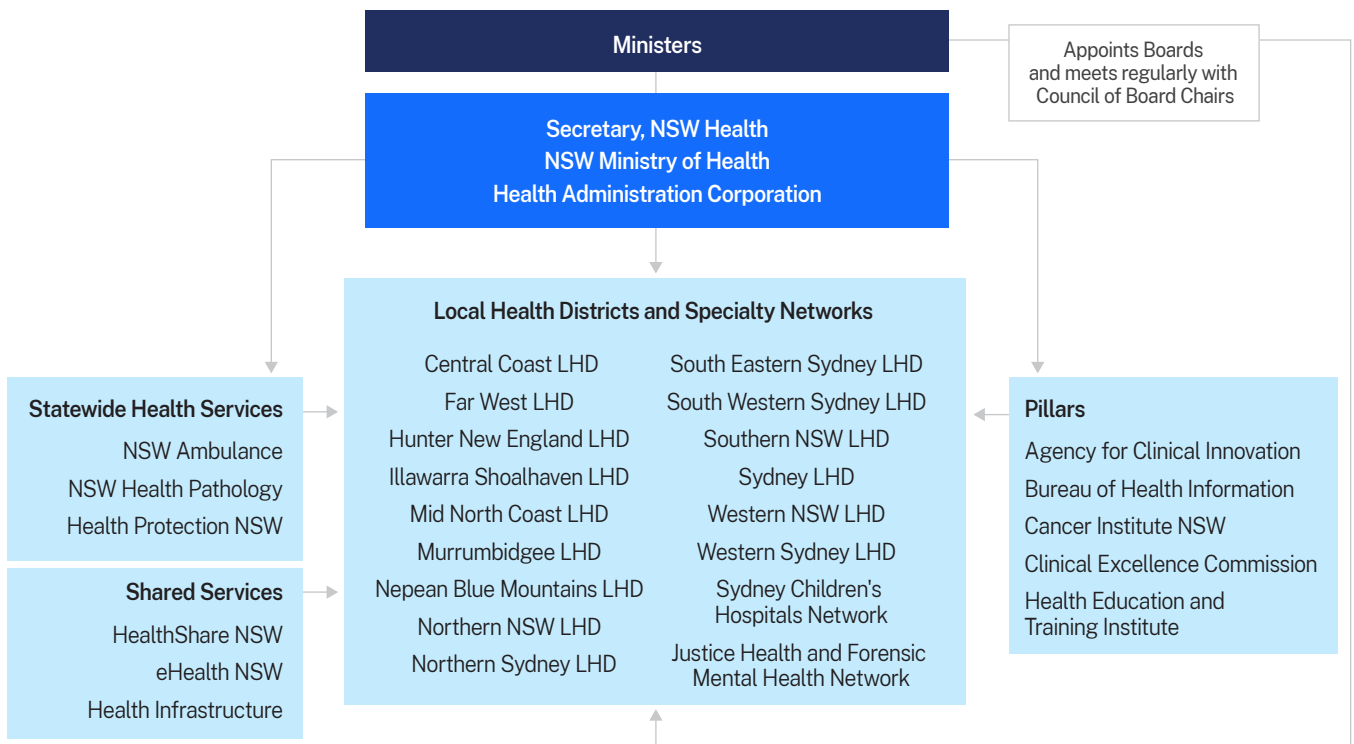 Ministers
Appoints Boards
and meets regularly with
Council of Board Chairs
Secretary, NSW Health
NSW Ministry of Health
Health Administration Corporation
Local Health Districts and Specialty Networks
Central Coast LHD
Far West LHD
Hunter New England LHD
Illawarra Shoalhaven LHD
Mid North Coast LHD
Murrumbidgee LHD
Nepean Blue Mountains LHD
Northern NSW LHD
Northern Sydney LHD
South Eastern Sydney LHD
South Western Sydney LHD
Southern NSW LHD
Sydney LHD
Western NSW LHD
Western Sydney LHD
Sydney Children's
Hospitals Network
Justice Health and Forensic
Mental Health Network
Statewide Health Services
NSW Ambulance
NSW Health Pathology
Health Protection NSW
Shared Services
HealthShare NSW
eHealth NSW
Health Infrastructure
Pillars
Agency for Clinical Innovation
Bureau of Health Information
Cancer Institute NSW
Clinical Excellence Commission
Health Education and
Training Institute